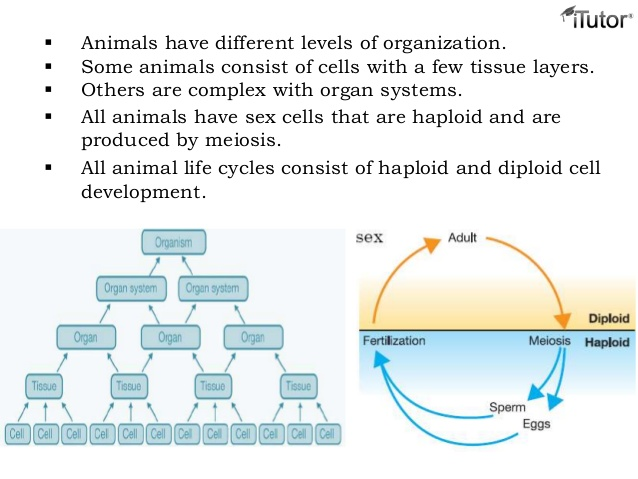 iTutor
▪ Animals have different levels of organization.
▪ Some animals consist of cells with a few tissue layers.
▪ Others are complex with organ systems.
▪ All animals have sex cells that are haploid and are
produced by meiosis.
▪ All animal life cycles consist of haploid and diploid cell
development.
Organism
Organ system Organ system
Organ Organ Organ
Tissue Tissue Tissue Tissue
Cell Cell Cell Cell Cell Cell Cell Cell Cell Cell Cell Cell
sex Adult
Diploid
Fertilization Meiosis Haploid
Sperm
Eggs